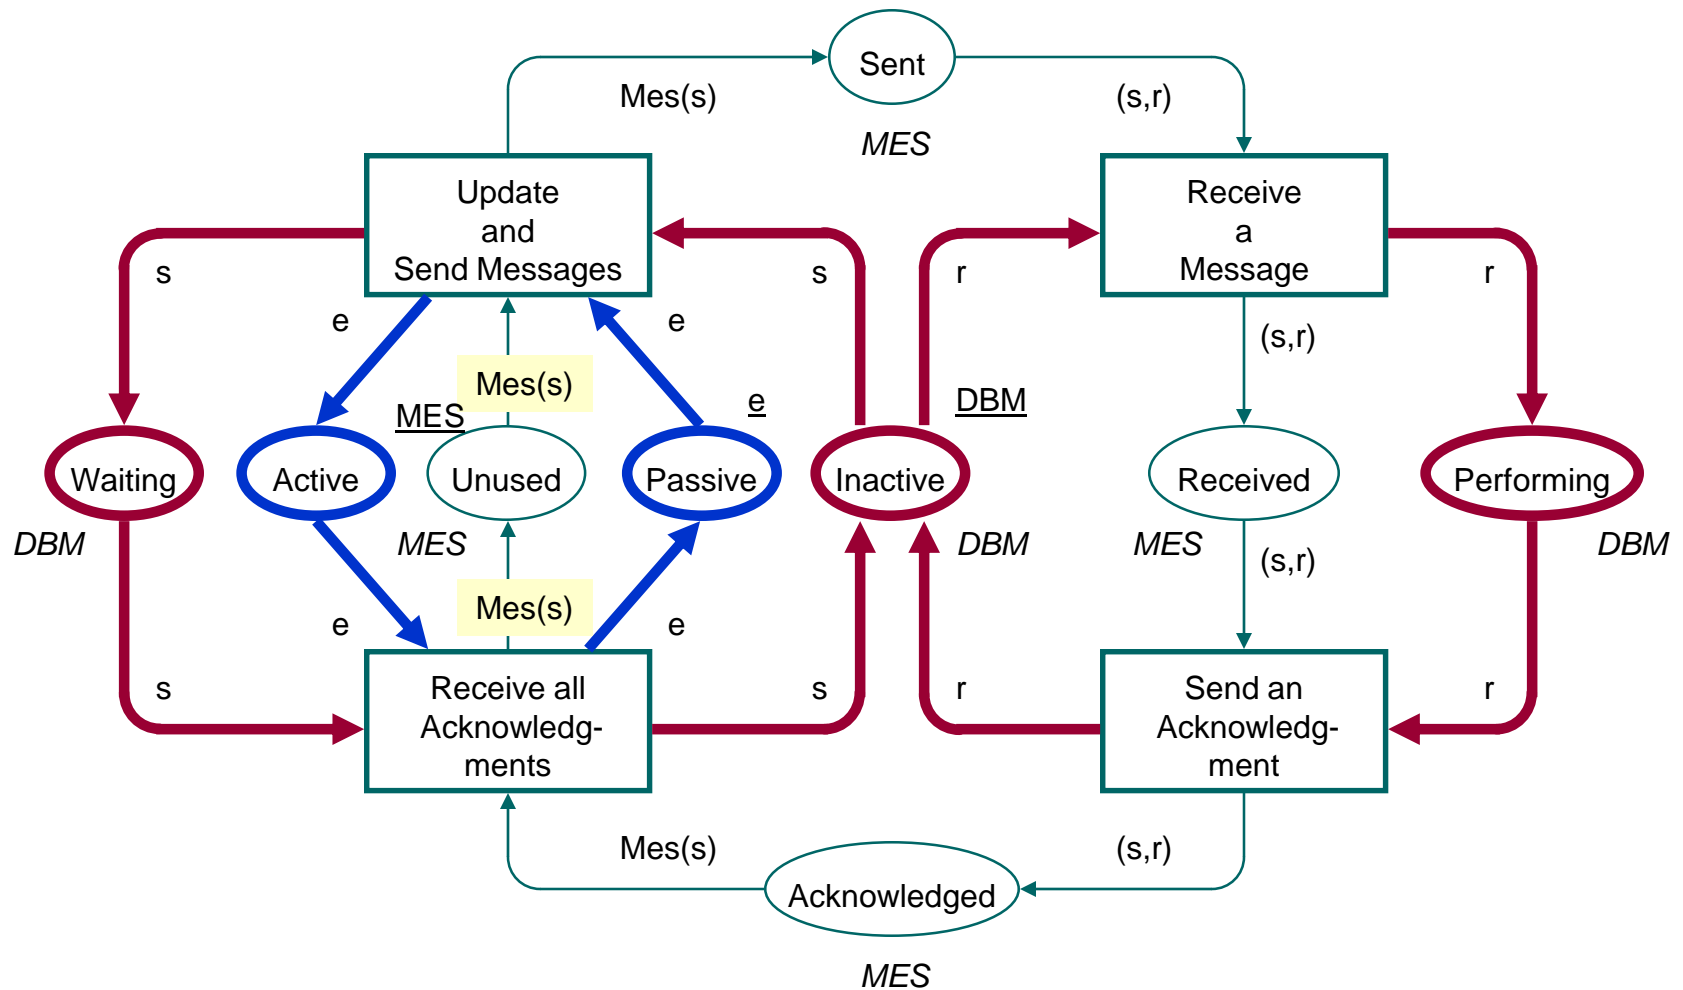 Sent
Mes(s)
(s,r)
MES
Update
and
Send Messages
Receive
a
Message
s
s
r
r
e
e
(s,r)
Mes(s)
MES
e
DBM
Waiting
Active
Unused
Passive
Inactive
Received
Performing
DBM
MES
DBM
MES
DBM
(s,r)
Mes(s)
e
e
s
s
r
r
Receive all
Acknowledg-
ments
Send an
Acknowledg-
ment
Mes(s)
(s,r)
Acknowledged
MES